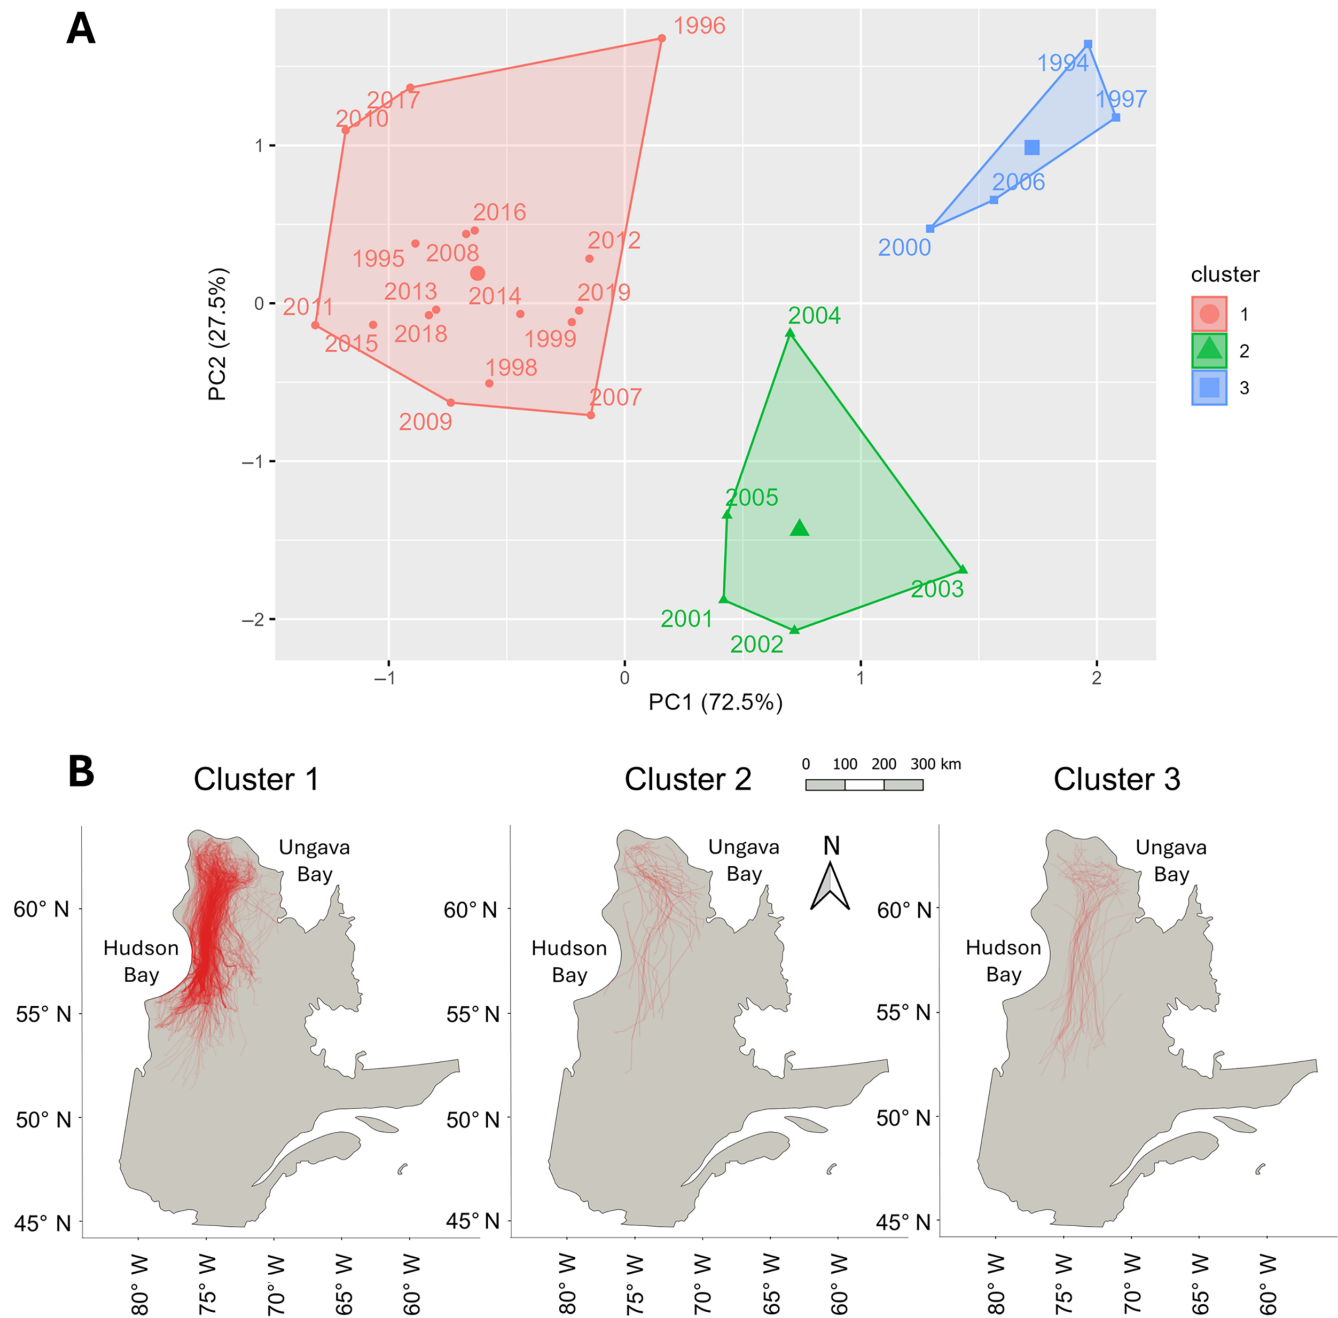 A
1996
1994
2017
1997
2010
1
2006
2016
2012
2000
1995
2008
cluster
2013
2014
2019
1
0
2011
2004
2018
1999
2
2015
1998
3
2007
2009
PC2 (27.5%)
−1
2005
2003
−2
2001
2002
−1
0
1
2
PC1 (72.5%)
B
Cluster 1
Cluster 2
0 100 200 300 km
Cluster 3
Ungava
Bay
Ungava
Bay
N
Ungava
Bay
60° N
60° N
60° N
Hudson
Bay
Hudson
Bay
Hudson
Bay
55° N
55° N
55° N
50° N
50° N
50° N
45° N
45° N
45° N
80° W
75° W
70° W
65° W
60° W
80° W
75° W
70° W
65° W
60° W
80° W
75° W
70° W
65° W
60° W